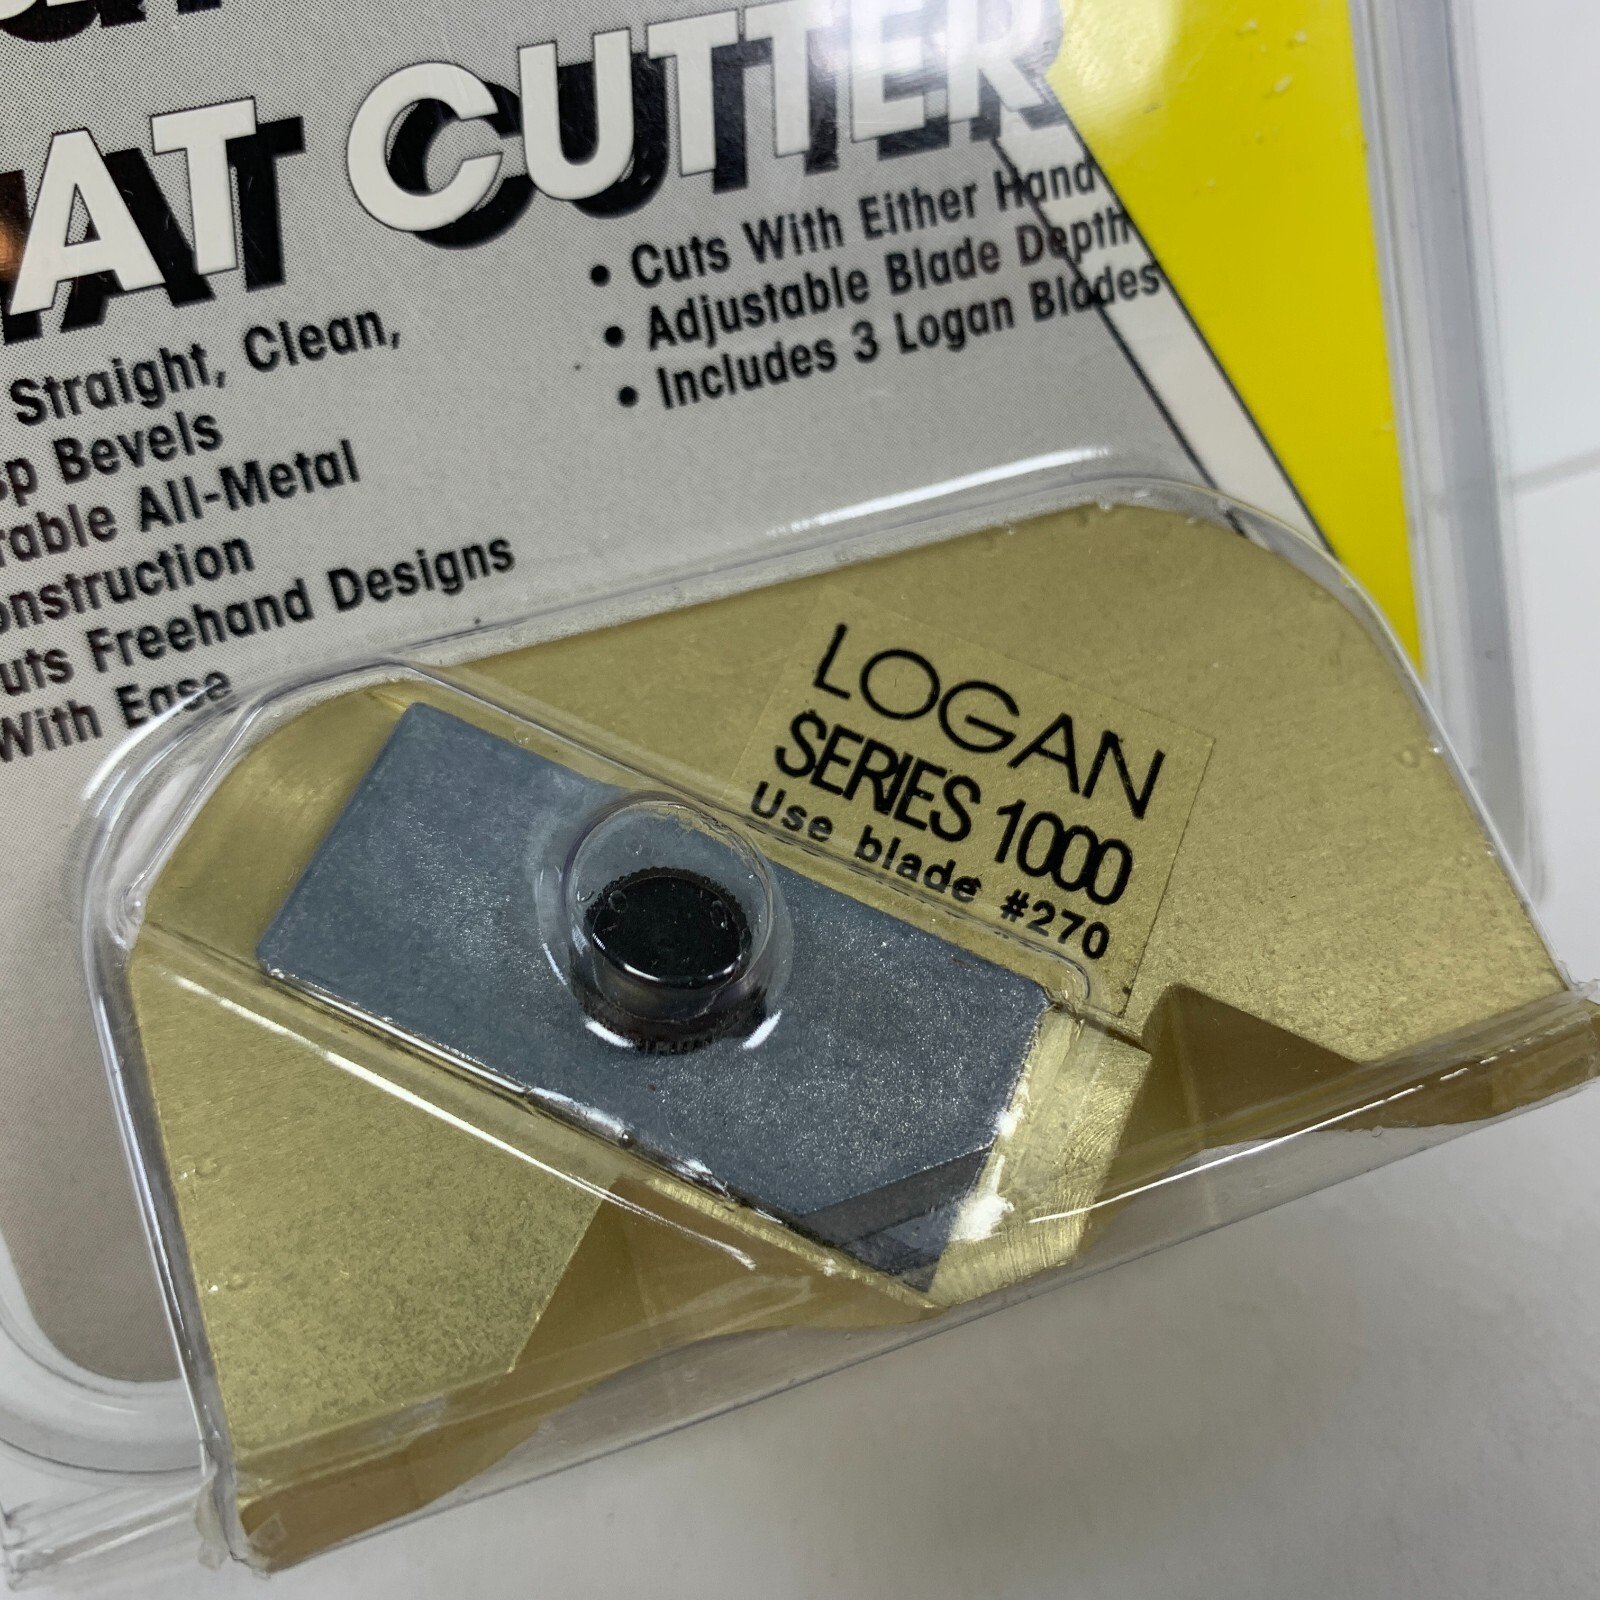 AT CUTTER
• Cuts With Either Hand
• Adjustable Blade Depth
• Includes 3 Logan Blades
Straight, Clean,
sp Bevels
rable All-Metal
onstruction
uts Freehand Designs
With Ease
LOGAN
SERIES 1000
Use blade #270